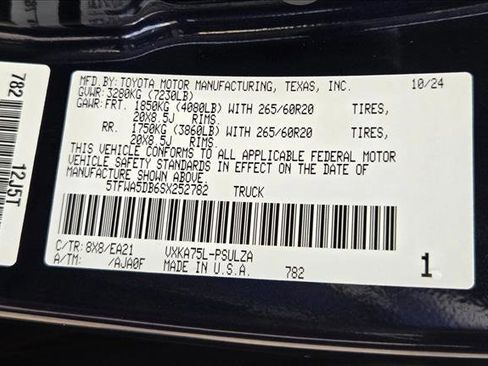 MFD.BY: TOYOTA MOTOR MANUFACTURING, TEXAS, INC. 10/24
GVWR: 3280KG (7230LB)
GAWR: FRT. 1850KG (4080LB) WITH 265/60R20 TIRES,
20X8.5J RIMS.
RR. 1750KG (3860LB) WITH 265/60R20 TIRES,
20X8.5J RIMS.
THIS VEHICLE CONFORMS TO ALL APPLICABLE FEDERAL MOTOR
VEHICLE SAFETY STANDARDS IN EFFECT ON THE DATE OF
MANUFACTURE SHOWN ABOVE.
5TFWA5DB6SX252782 TRUCK
C/TR: 8X8/EA21 VXKA75L-PSULZA
A/TM: /AJA0F MADE IN U.S.A. 782 1
782 12J5T